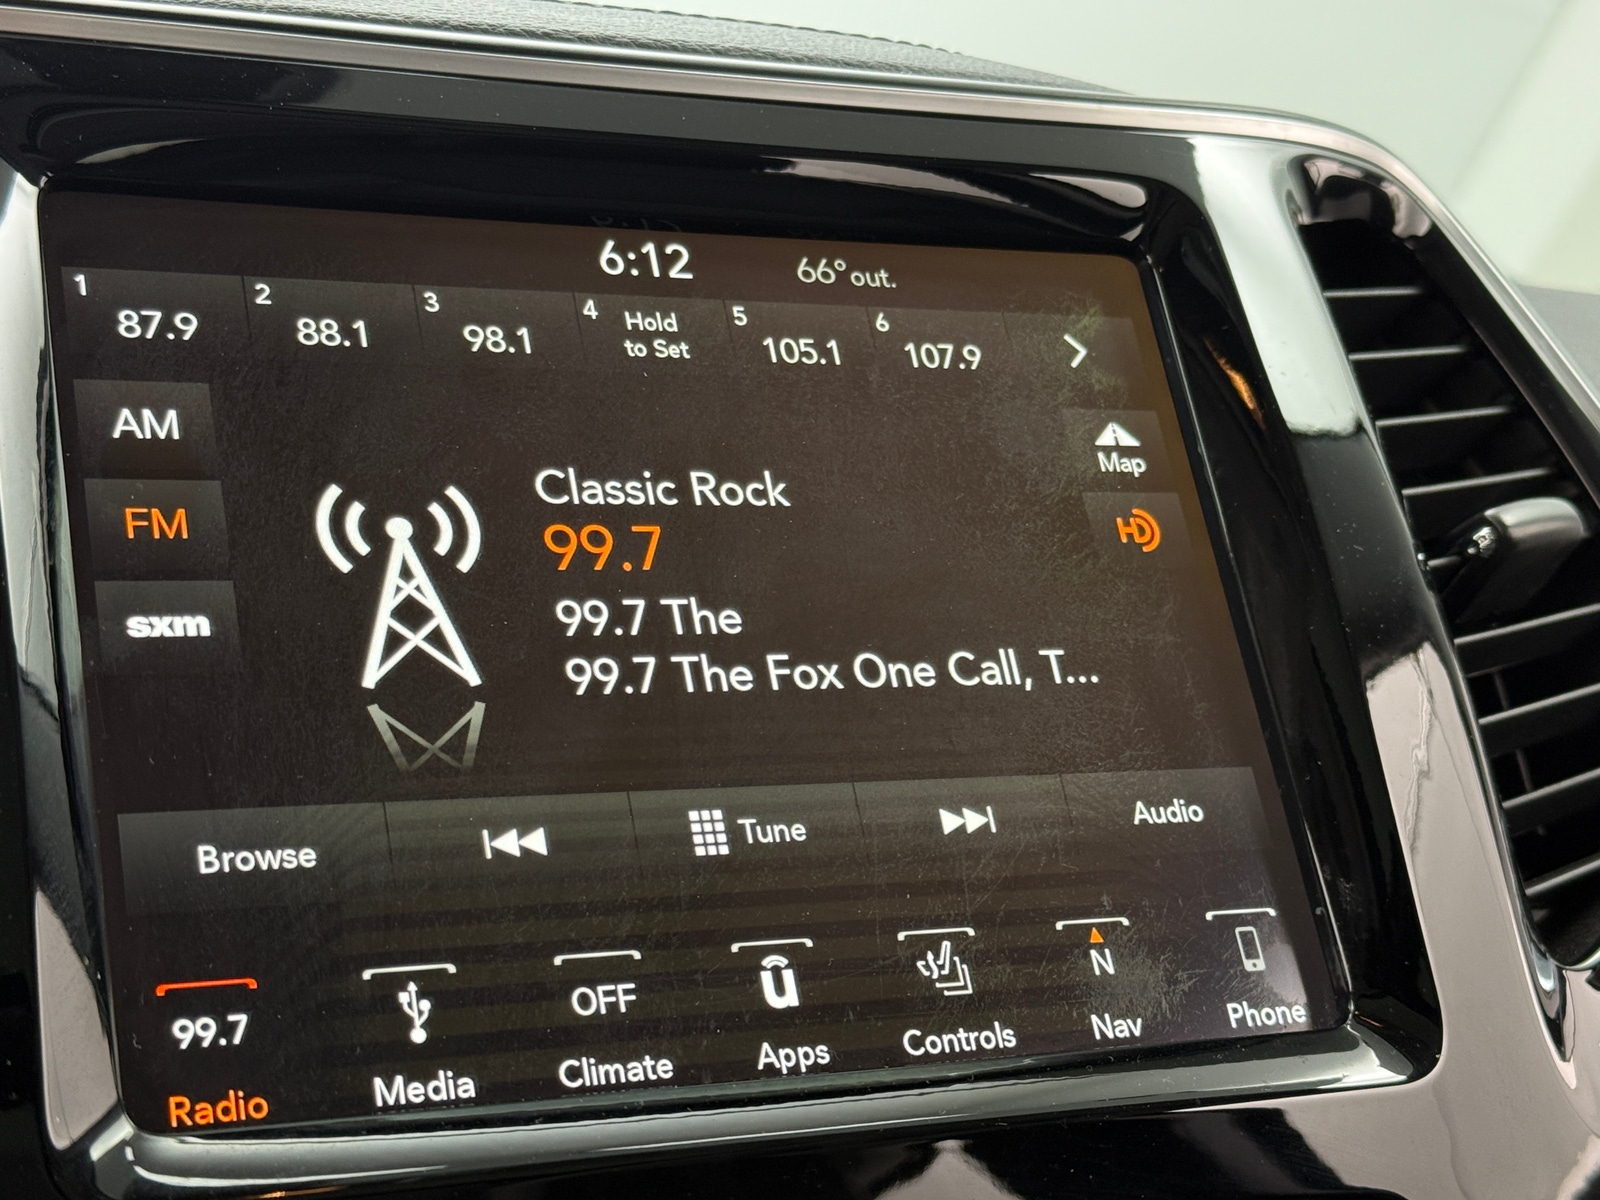 6:12
66° out.
1
87.9
2
88.1
3
98.1
4
Hold
to Set
5
105.1
6
107.9
AM
FM
sxm
Classic Rock
99.7
99.7 The
99.7 The Fox One Call, T...
Map
HD
Browse
Tune
Audio
99.7
Radio
Media
OFF
Climate
u
Apps
Controls
N
Nav
Phone